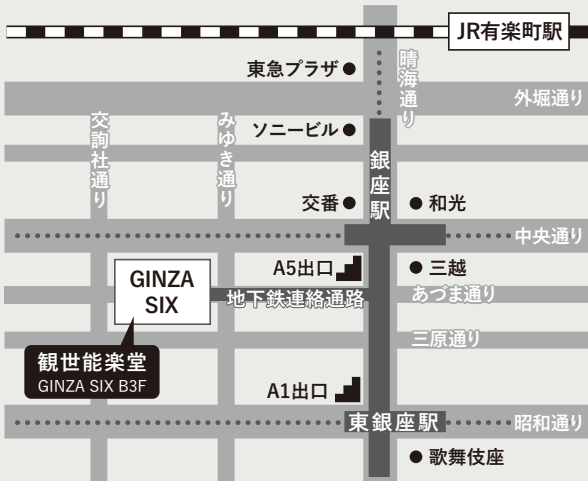 JR有楽町駅
東急プラザ
晴海通り
外堀通り
交詢社通り
みゆき通り
ソニービル
銀座駅
交番
和光
中央通り
A5出口
三越
GINZA
SIX
地下鉄連絡通路
あづま通り
三原通り
観世能楽堂
GINZA SIX B3F
A1出口
東銀座駅
昭和通り
歌舞伎座